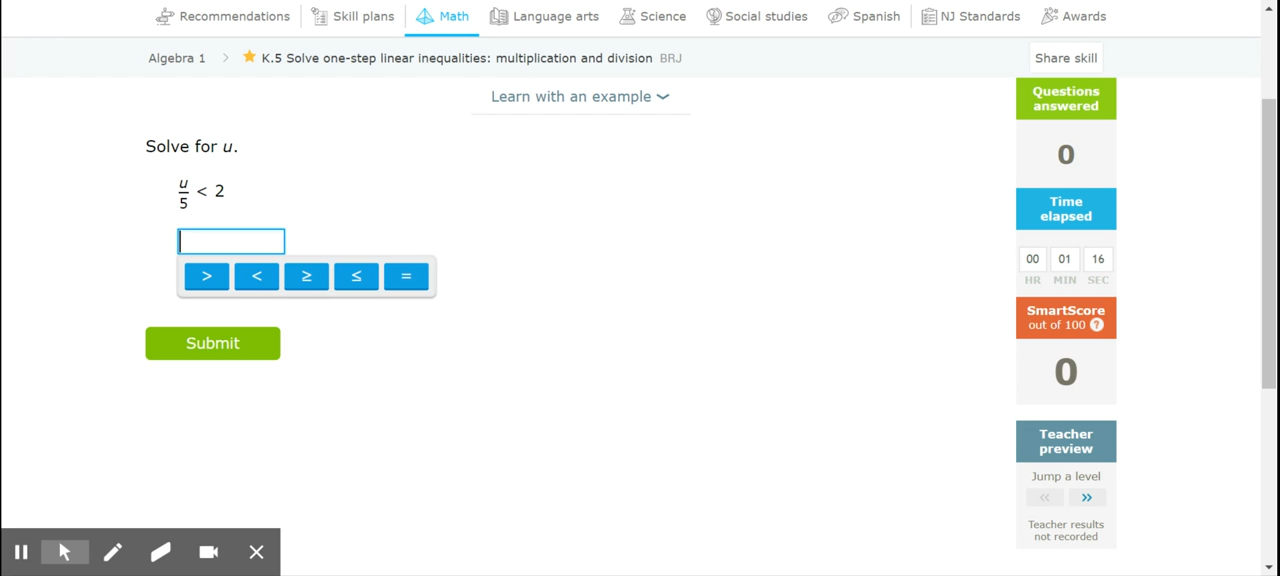 Recommendations Skill plans Math Language arts Science Social studies Spanish NJ Standards Awards
Algebra 1 > K.5 Solve one-step linear inequalities: multiplication and division BRJ Share skill
Learn with an example
Questions
answered
0
Solve for u.
u/5 < 2
> < ≥ ≤ =
Submit
Time
elapsed
00 01 16
HR MIN SEC
SmartScore
out of 100 ?
0
Teacher
preview
Jump a level
<< >>
Teacher results
not recorded